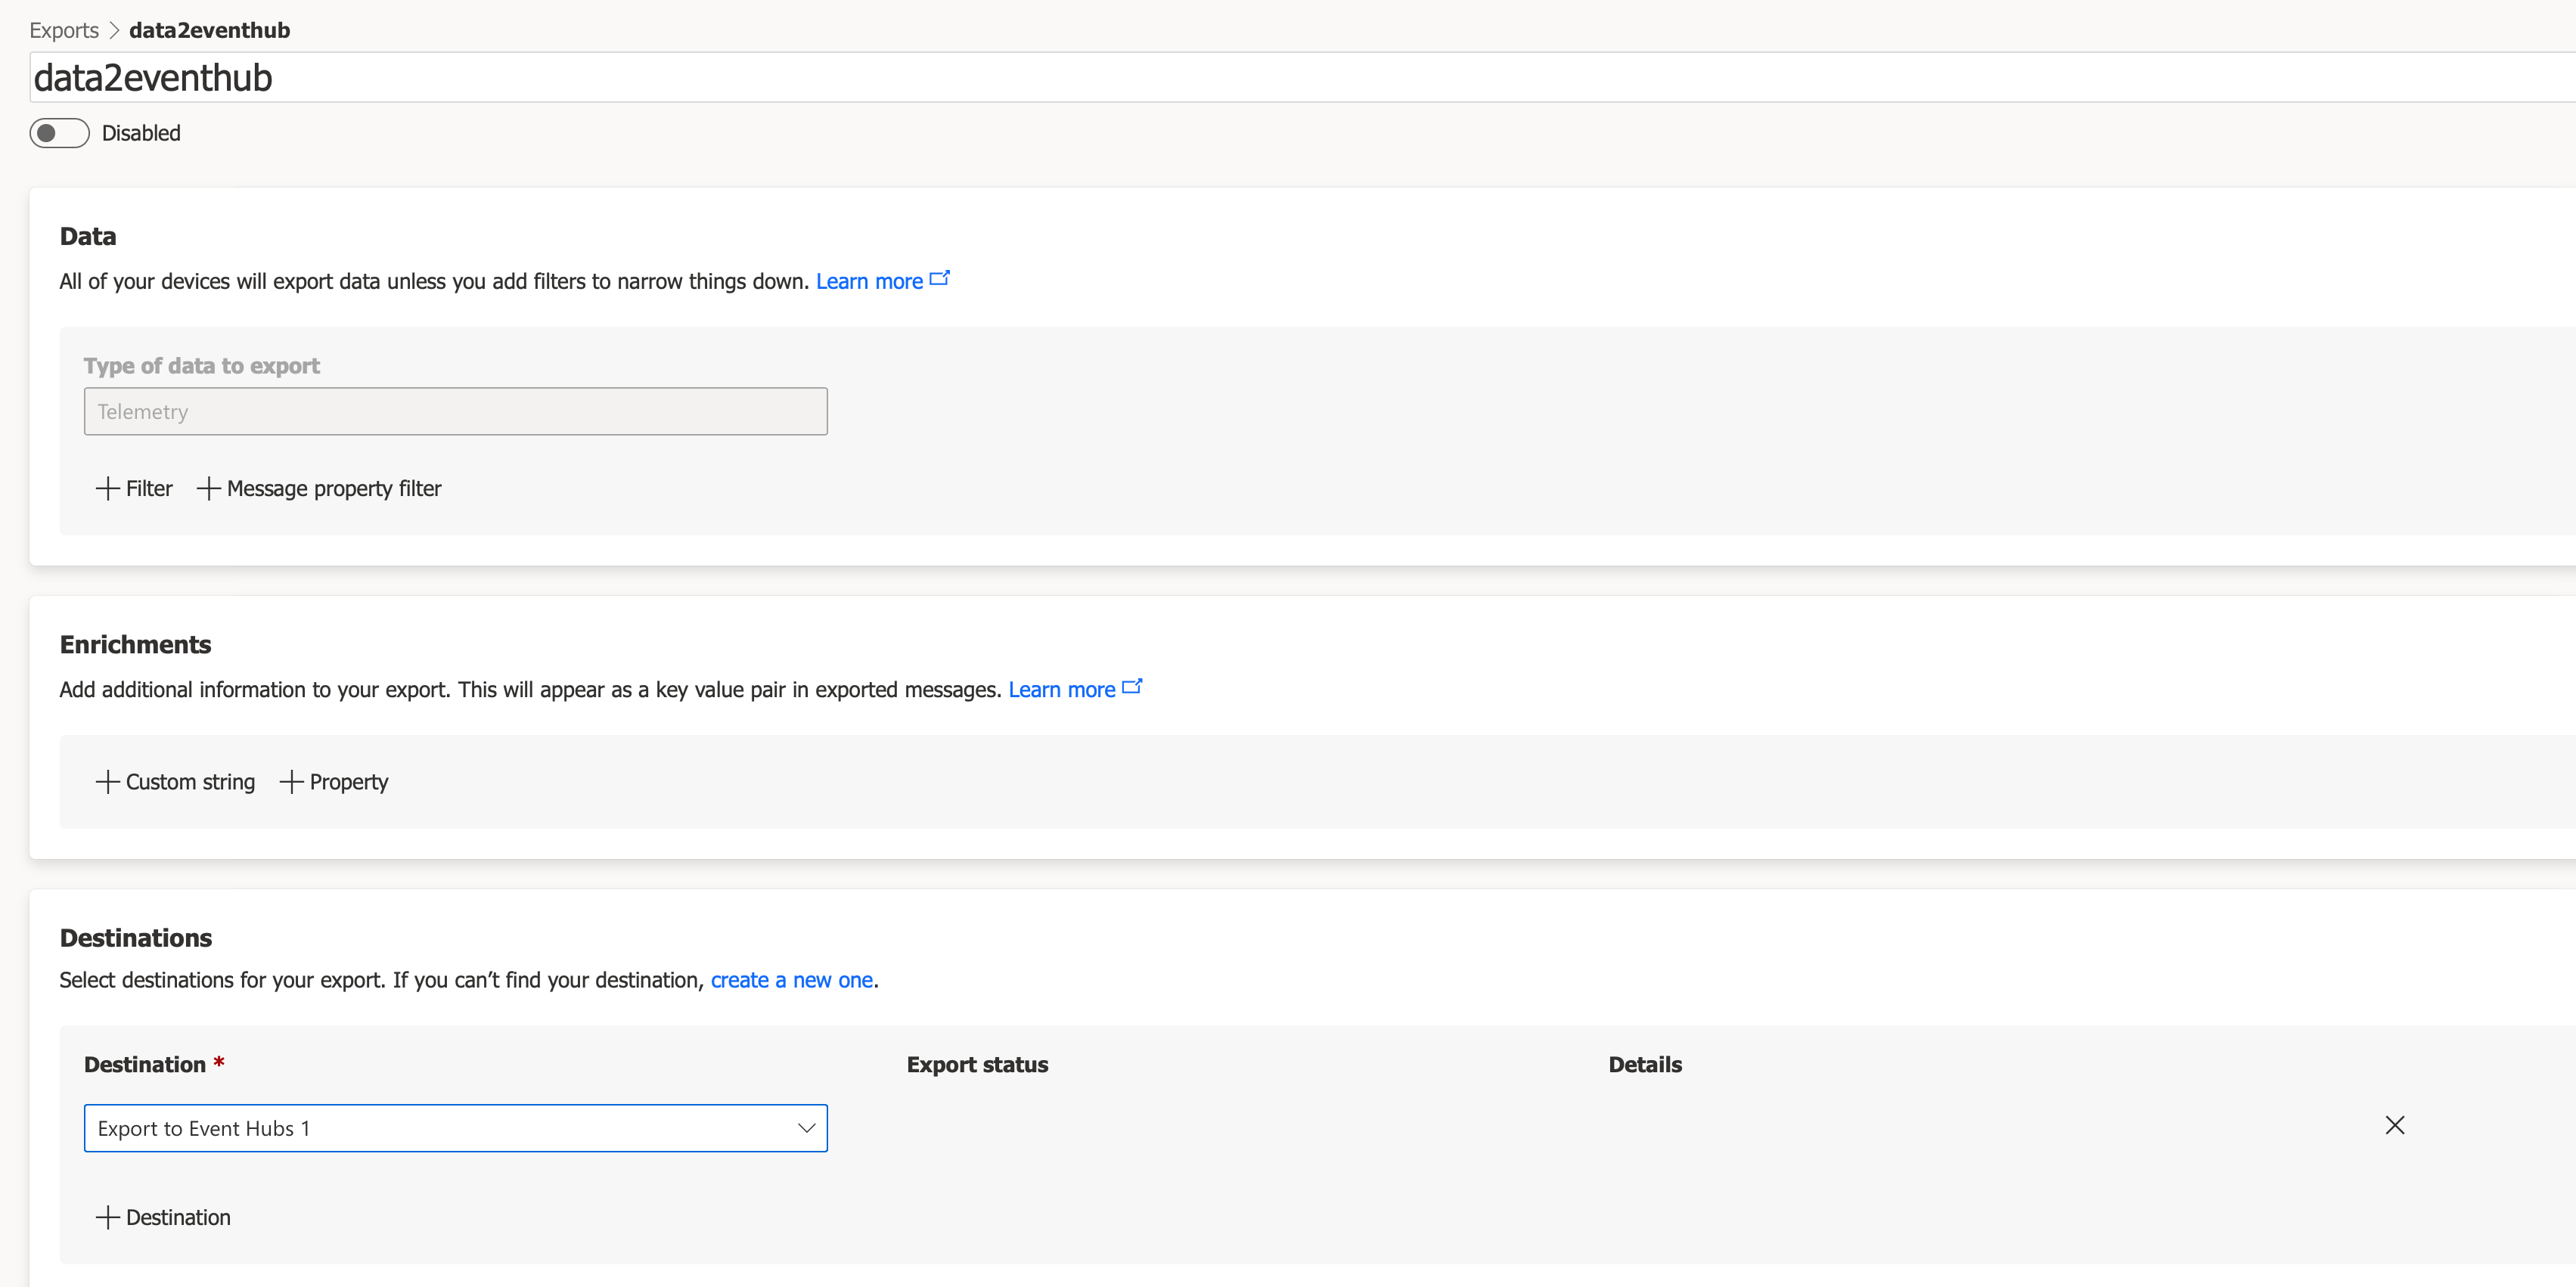 Exports > data2eventhub
data2eventhub
Disabled
Data
All of your devices will export data unless you add filters to narrow things down. Learn more
Type of data to export
Telemetry
+ Filter + Message property filter
Enrichments
Add additional information to your export. This will appear as a key value pair in exported messages. Learn more
+ Custom string + Property
Destinations
Select destinations for your export. If you can’t find your destination, create a new one.
Destination * Export status Details
Export to Event Hubs 1
+ Destination